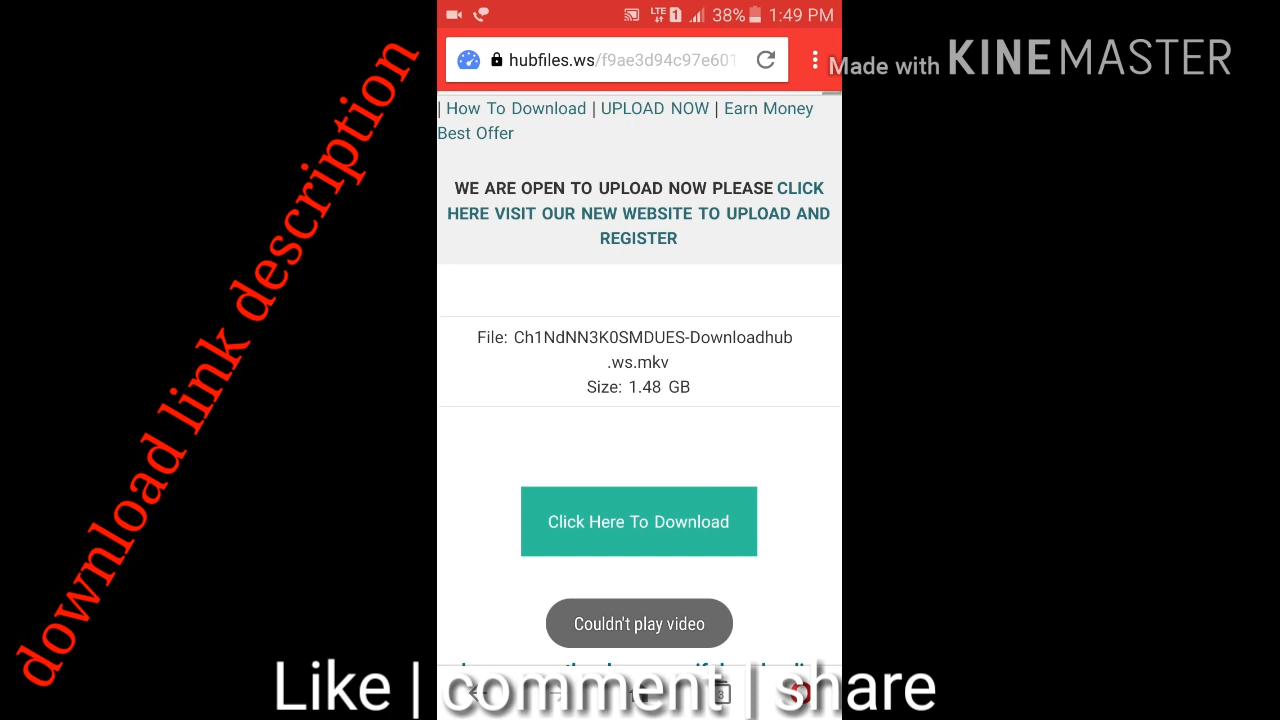 LTE 1 38% 1:49 PM
hubfiles.ws/f9ae3d94c97e601
Made with KINEMASTER
| How To Download | UPLOAD NOW | Earn Money
Best Offer
WE ARE OPEN TO UPLOAD NOW PLEASE CLICK
HERE VISIT OUR NEW WEBSITE TO UPLOAD AND
REGISTER
File: Ch1NdNN3K0SMDUES-Downloadhub
.ws.mkv
Size: 1.48 GB
Click Here To Download
Couldn't play video
download link description
3
Like | comment | share